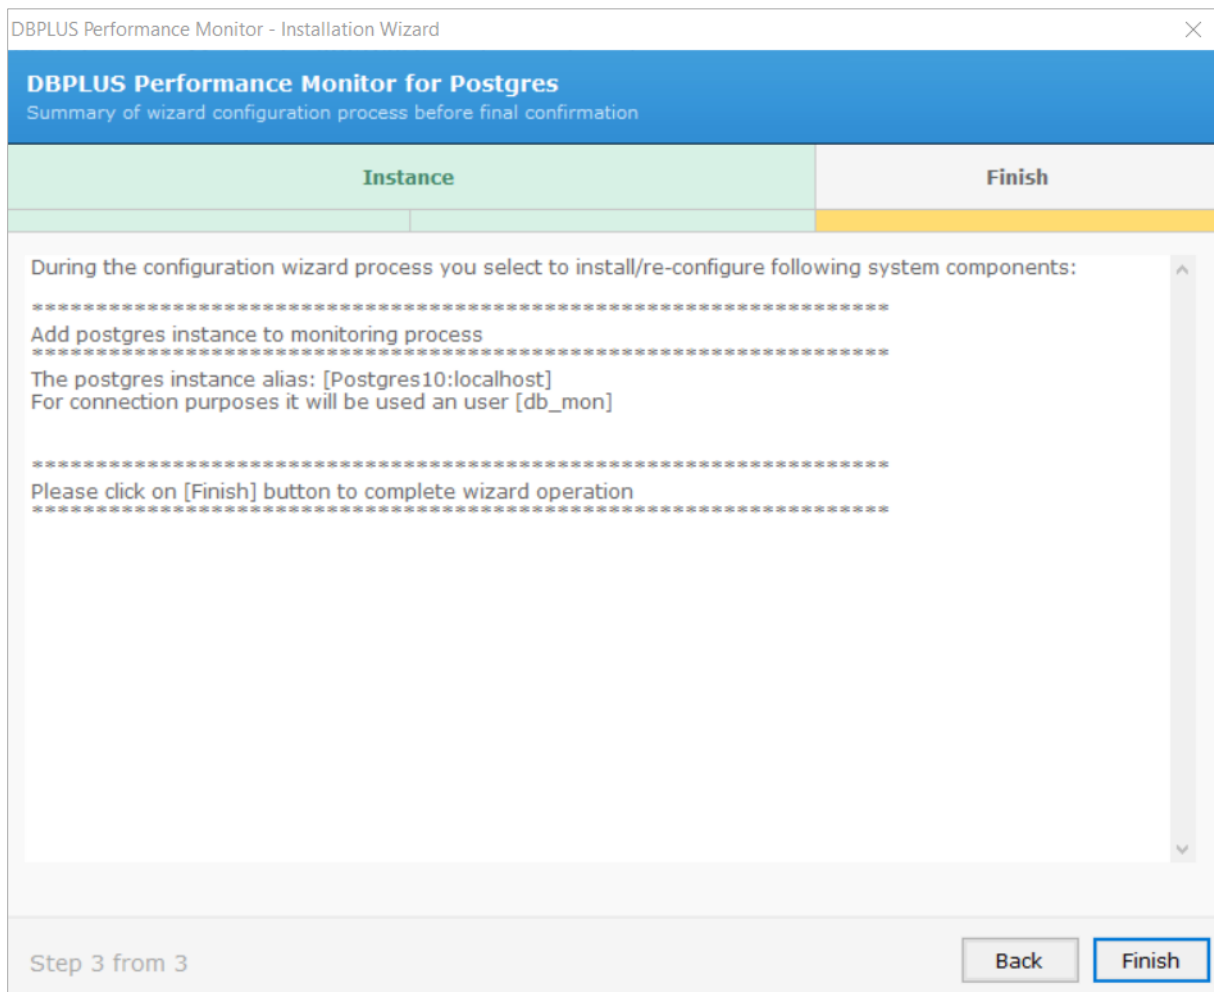 DBPLUS Performance Monitor - Installation Wizard
DBPLUS Performance Monitor for Postgres
Summary of wizard configuration process before final confirmation
Instance
Finish
During the configuration wizard process you select to install/re-configure following system components:
*******************************************************************
Add postgres instance to monitoring process
*******************************************************************
The postgres instance alias: [Postgres10:localhost]
For connection purposes it will be used an user [db_mon]
*******************************************************************
Please click on [Finish] button to complete wizard operation
*******************************************************************
Step 3 from 3
Back
Finish